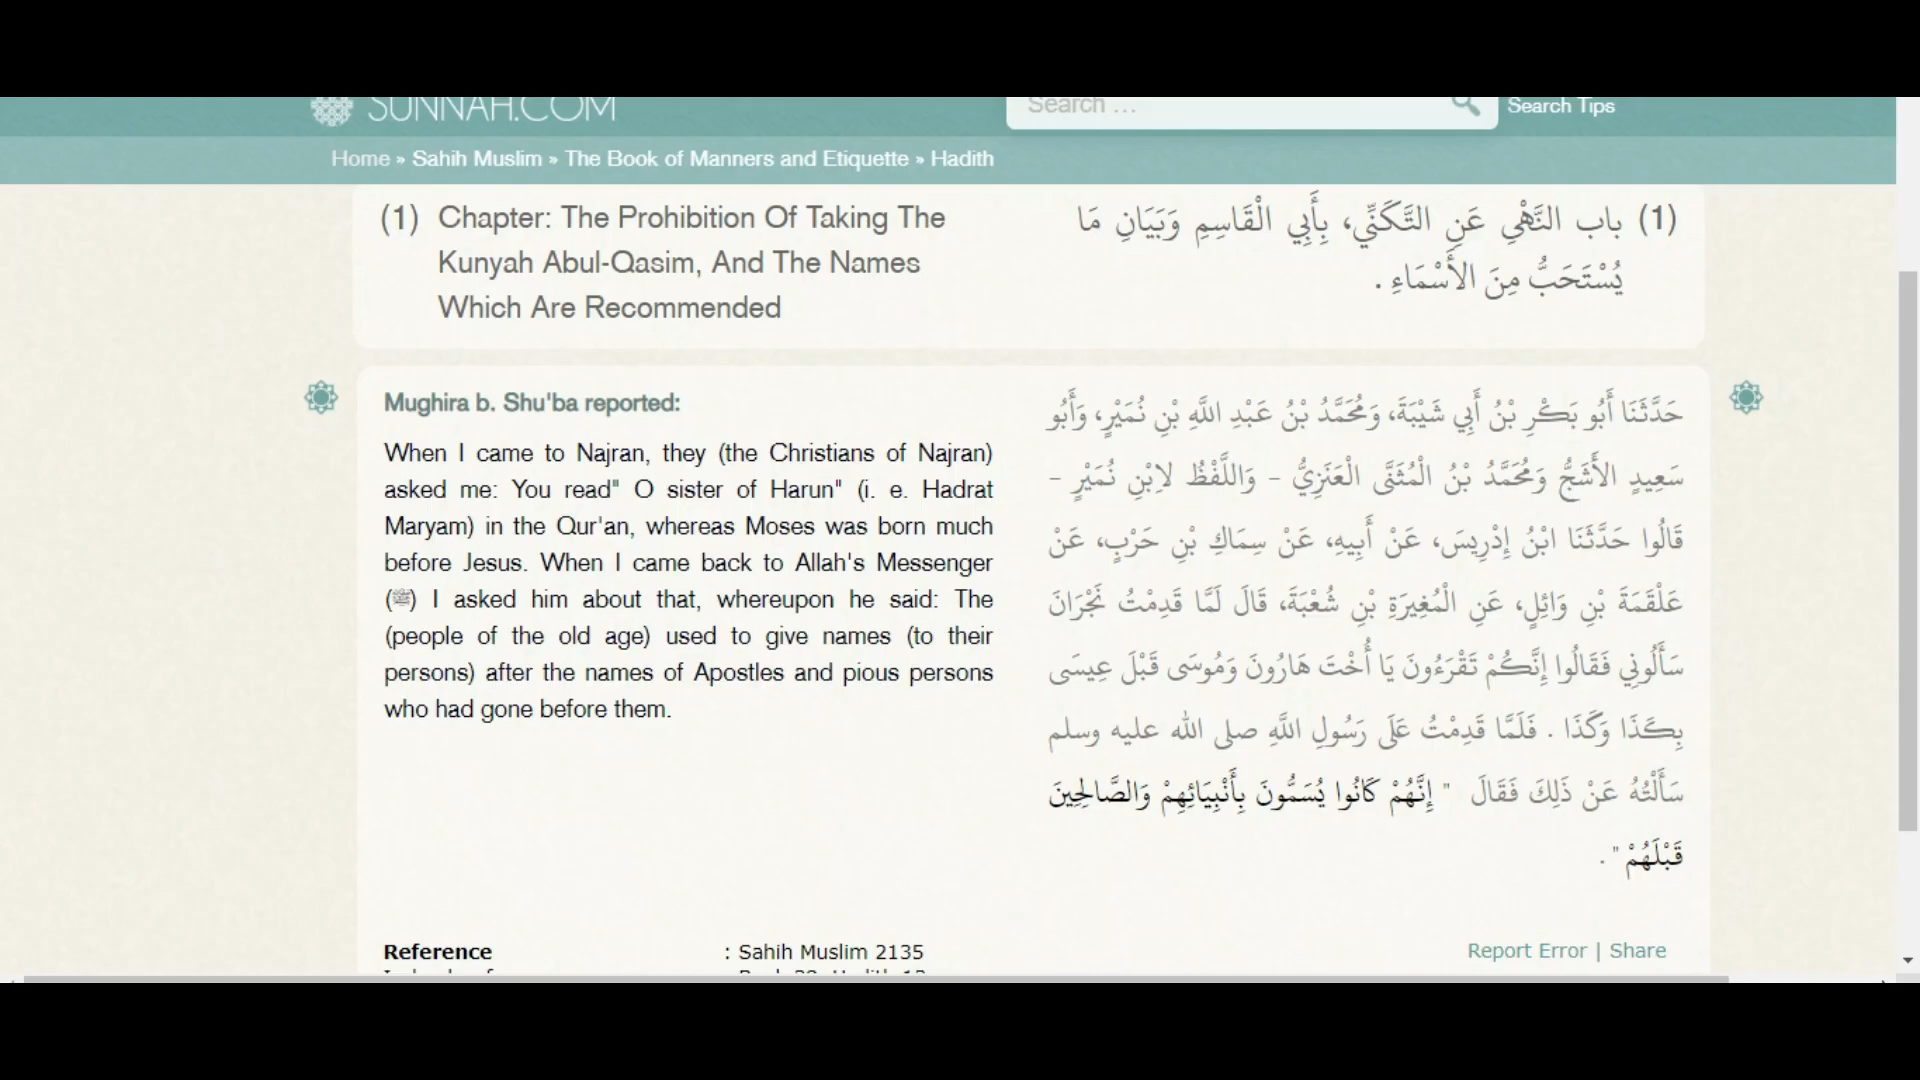 SUNNAH.COM
Search ...
Search Tips
Home » Sahih Muslim » The Book of Manners and Etiquette » Hadith
(1) Chapter: The Prohibition Of Taking The
Kunyah Abul-Qasim, And The Names
Which Are Recommended
(1) باب النَّهْىِ عَنِ التَّكَنِّي، بِأَبِي الْقَاسِمِ وَبَيَانِ مَا
يُسْتَحَبُّ مِنَ الأَسْمَاءِ ‏.‏
Mughira b. Shu'ba reported:
When I came to Najran, they (the Christians of Najran)
asked me: You read" O sister of Harun" (i. e. Hadrat
Maryam) in the Qur'an, whereas Moses was born much
before Jesus. When I came back to Allah's Messenger
(ﷺ) I asked him about that, whereupon he said: The
(people of the old age) used to give names (to their
persons) after the names of Apostles and pious persons
who had gone before them.
حَدَّثَنَا أَبُو بَكْرِ بْنُ أَبِي شَيْبَةَ، وَمُحَمَّدُ بْنُ عَبْدِ اللَّهِ بْنِ نُمَيْرٍ، وَأَبُو
سَعِيدٍ الأَشَجُّ وَمُحَمَّدُ بْنُ الْمُثَنَّى الْعَنَزِيُّ - وَاللَّفْظُ لاِبْنِ نُمَيْرٍ -
قَالُوا حَدَّثَنَا ابْنُ إِدْرِيسَ، عَنْ أَبِيهِ، عَنْ سِمَاكِ بْنِ حَرْبٍ، عَنْ
عَلْقَمَةَ بْنِ وَائِلٍ، عَنِ الْمُغِيرَةِ بْنِ شُعْبَةَ، قَالَ لَمَّا قَدِمْتُ نَجْرَانَ
سَأَلُونِي فَقَالُوا إِنَّكُمْ تَقْرَءُونَ يَا أُخْتَ هَارُونَ وَمُوسَى قَبْلَ عِيسَى
بِكَذَا وَكَذَا ‏.‏ فَلَمَّا قَدِمْتُ عَلَى رَسُولِ اللَّهِ صلى الله عليه وسلم
سَأَلْتُهُ عَنْ ذَلِكَ فَقَالَ ‏ "‏ إِنَّهُمْ كَانُوا يُسَمُّونَ بِأَنْبِيَائِهِمْ وَالصَّالِحِينَ
قَبْلَهُمْ ‏"‏ ‏.‏
Reference : Sahih Muslim 2135
Report Error | Share